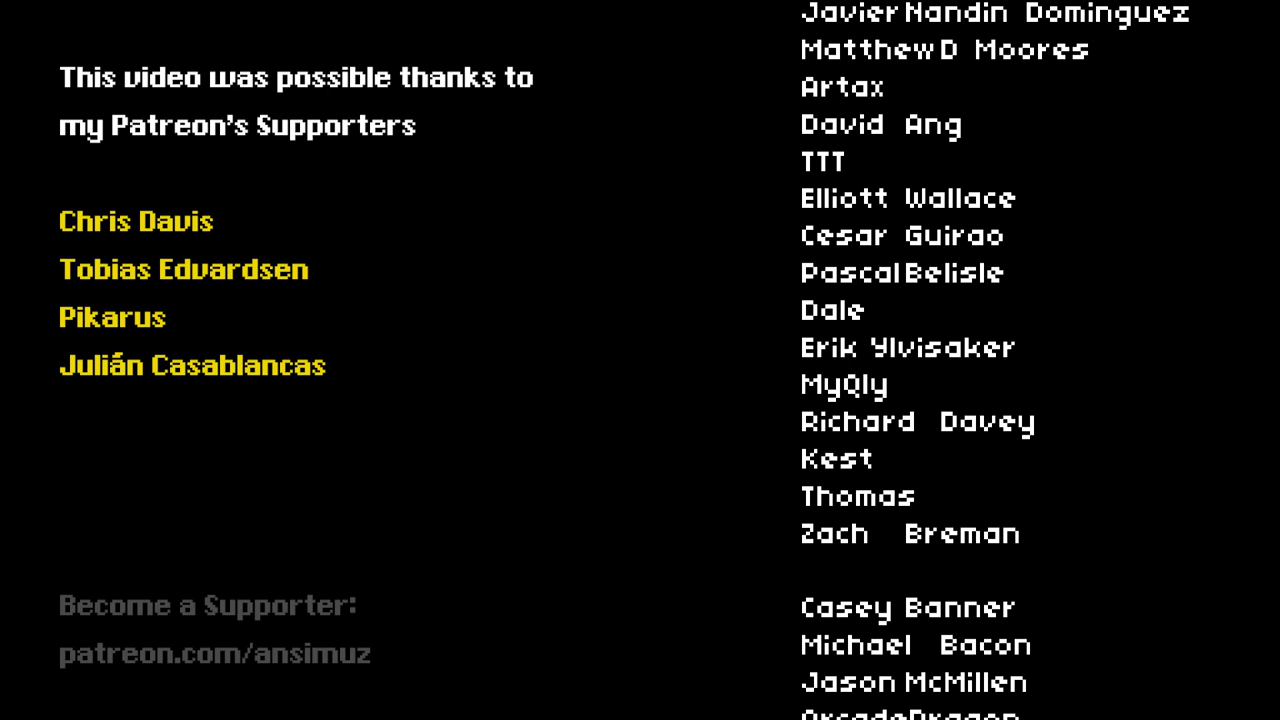 This video was possible thanks to
my Patreon's Supporters
Chris Davis
Tobias Edvardsen
Pikarus
Julián Casablancas
Become a Supporter:
patreon.com/ansimuz
Javier Nandin Dominguez
Matthew D Moores
Artax
David Ang
TTT
Elliott Wallace
Cesar Guirao
Pascal Belisle
Dale
Erik Ylvisaker
MyQly
Richard Davey
Kest
Thomas
Zach Breman
Casey Banner
Michael Bacon
Jason McMillen
ArcadeDragon